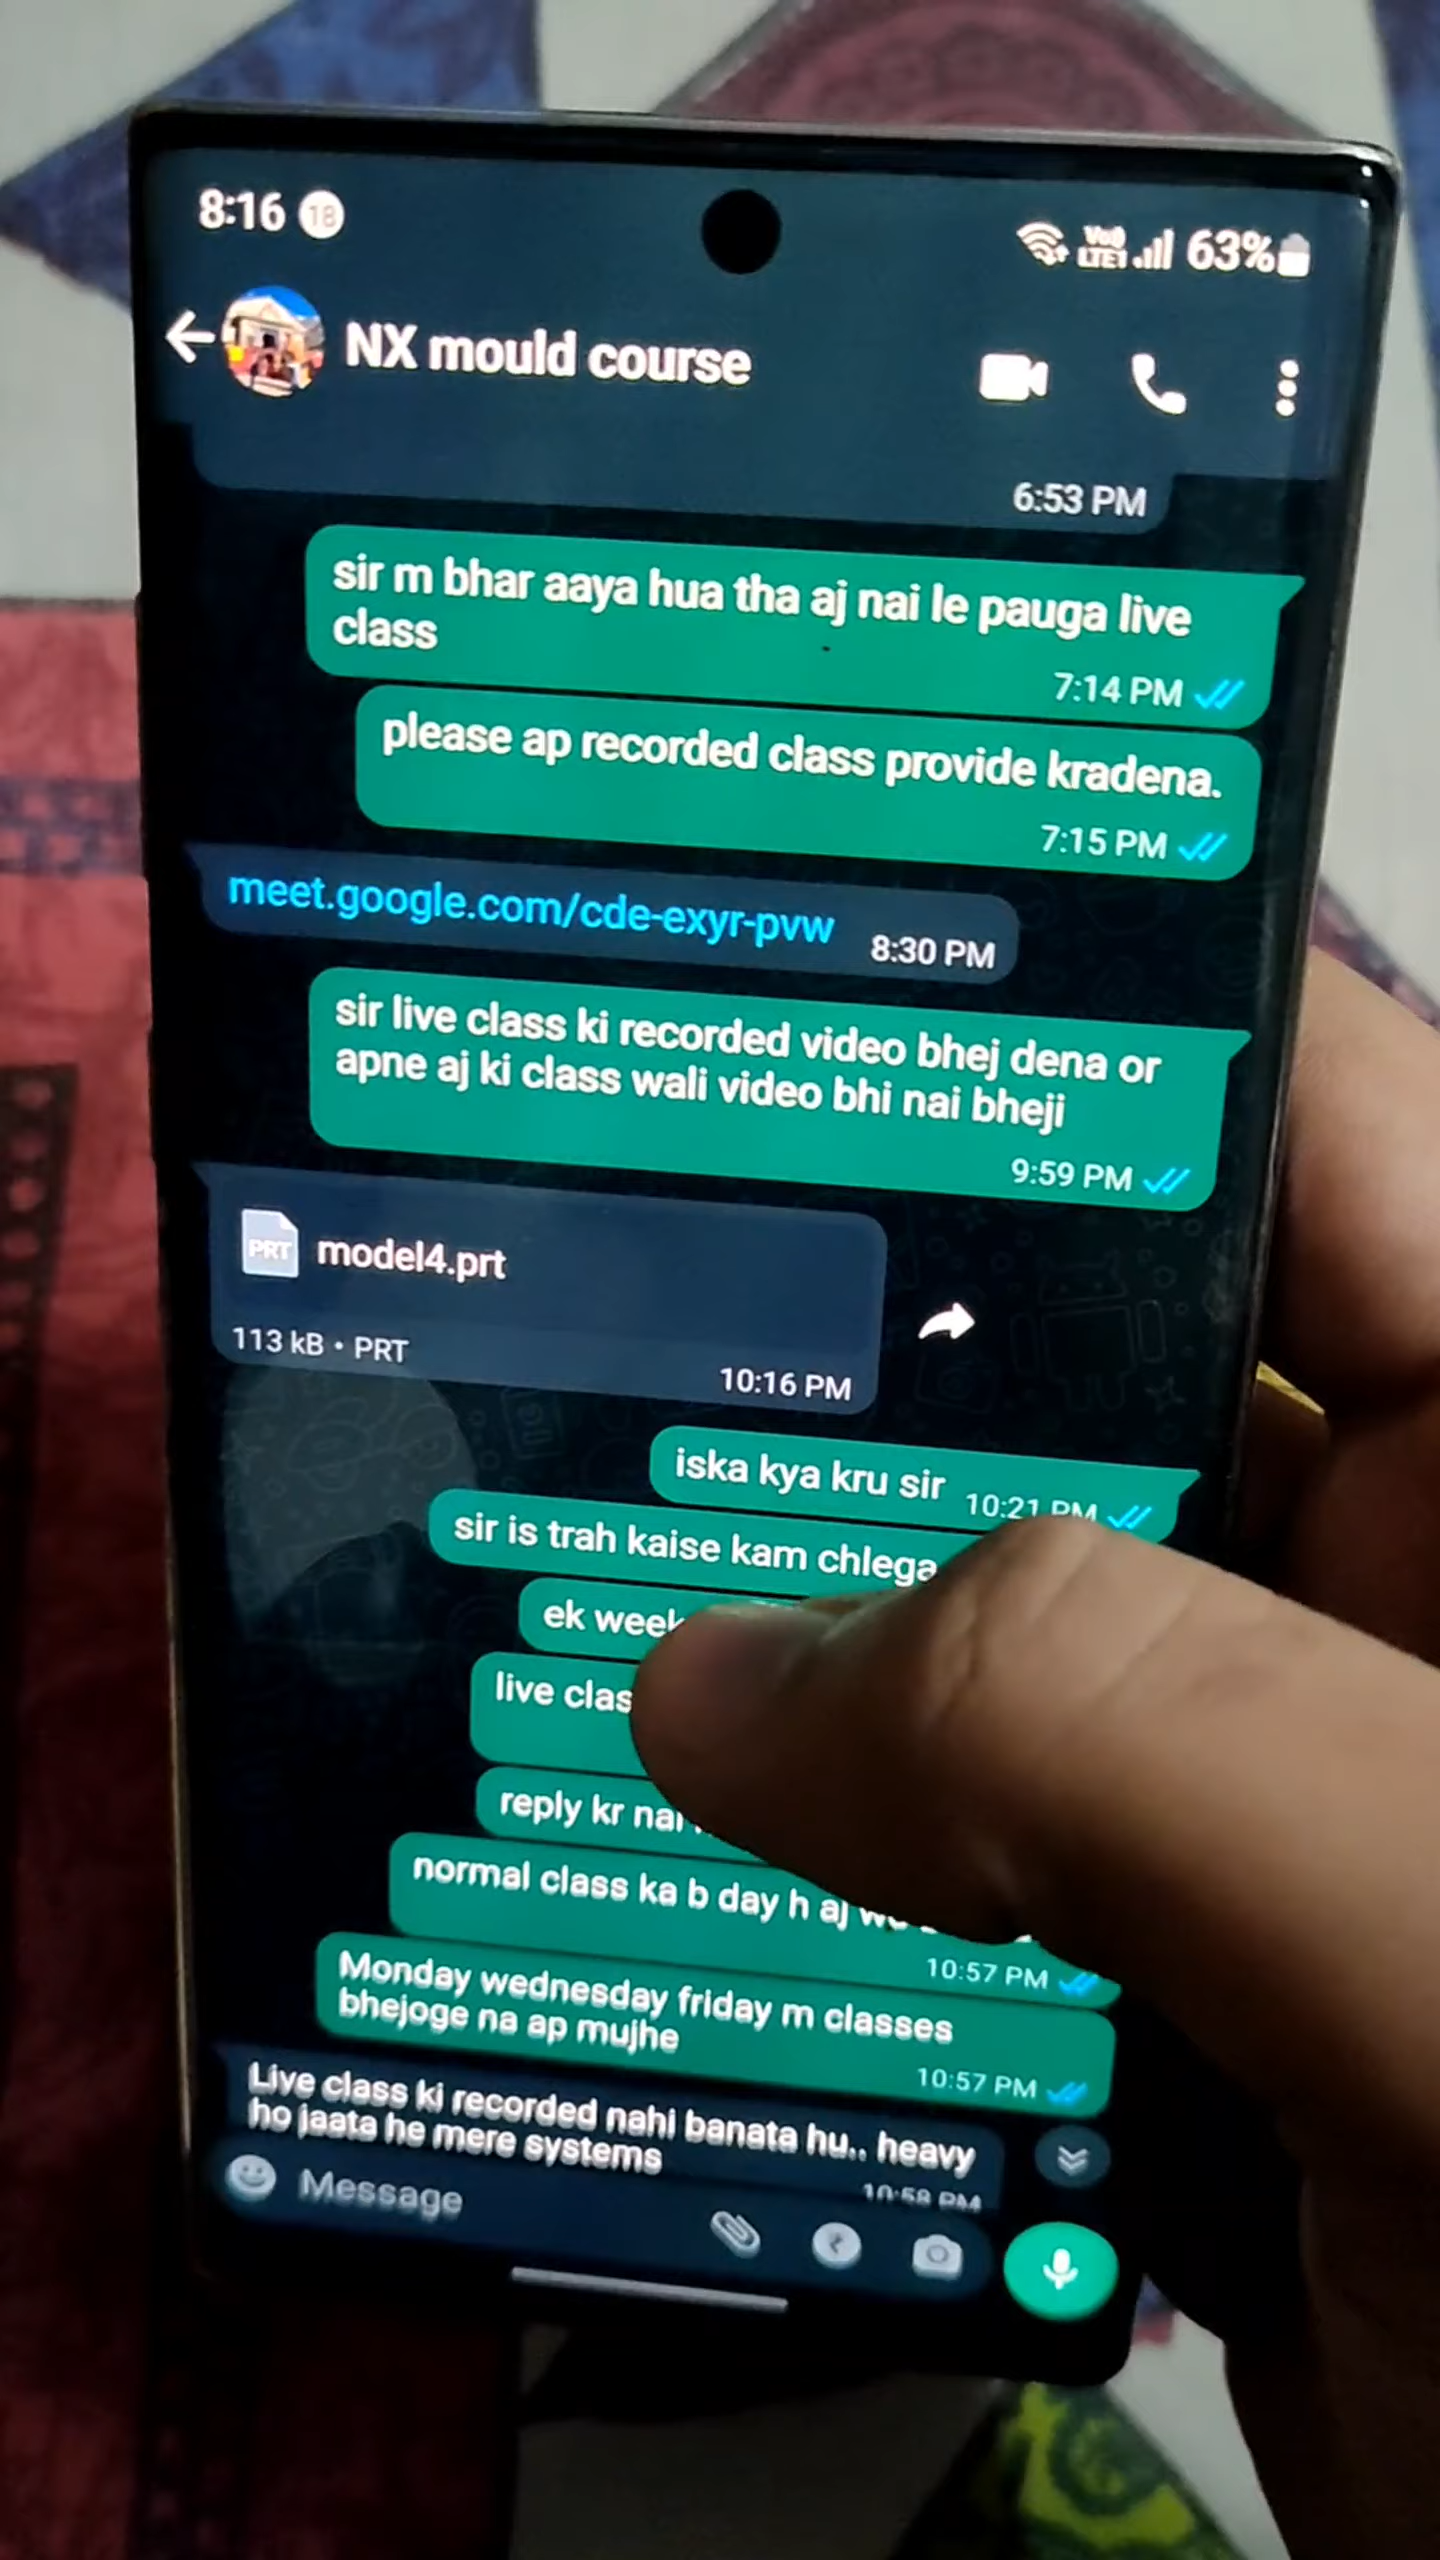 8:16 18
VoD LTE1 63%
NX mould course
6:53 PM
sir m bhar aaya hua tha aj nai le pauga live
class
7:14 PM
please ap recorded class provide kradena.
7:15 PM
meet.google.com/cde-exyr-pvw
8:30 PM
sir live class ki recorded video bhej dena or
apne aj ki class wali video bhi nai bheji
9:59 PM
PRT model4.prt
113 kB • PRT
10:16 PM
iska kya kru sir
10:21 PM
sir is trah kaise kam chlega
ek week
live clas
reply kr nai
normal class ka b day h aj
10:57 PM
Monday wednesday friday m classes
bhejoge na ap mujhe
10:57 PM
Live class ki recorded nahi banata hu.. heavy
ho jaata he mere systems
10:58 PM
Message